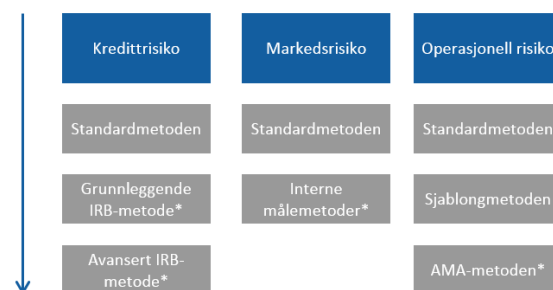 Kredittrisiko
Markedsrisiko
Operasjonell risiko
Standardmetoden
Standardmetoden
Standardmetoden
Grunnleggende
IRB-metode*
Interne
målemetoder*
Sjablongmetoden
Avansert IRB-
metode*
AMA-metoden*